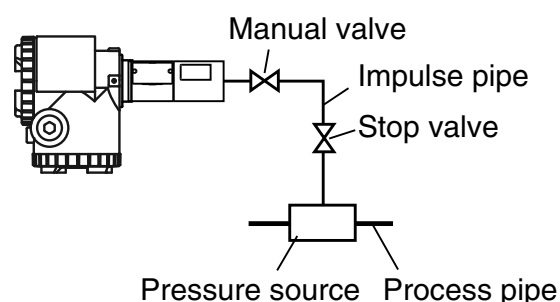 Manual valve
Impulse pipe
Stop valve
Pressure source
Process pipe